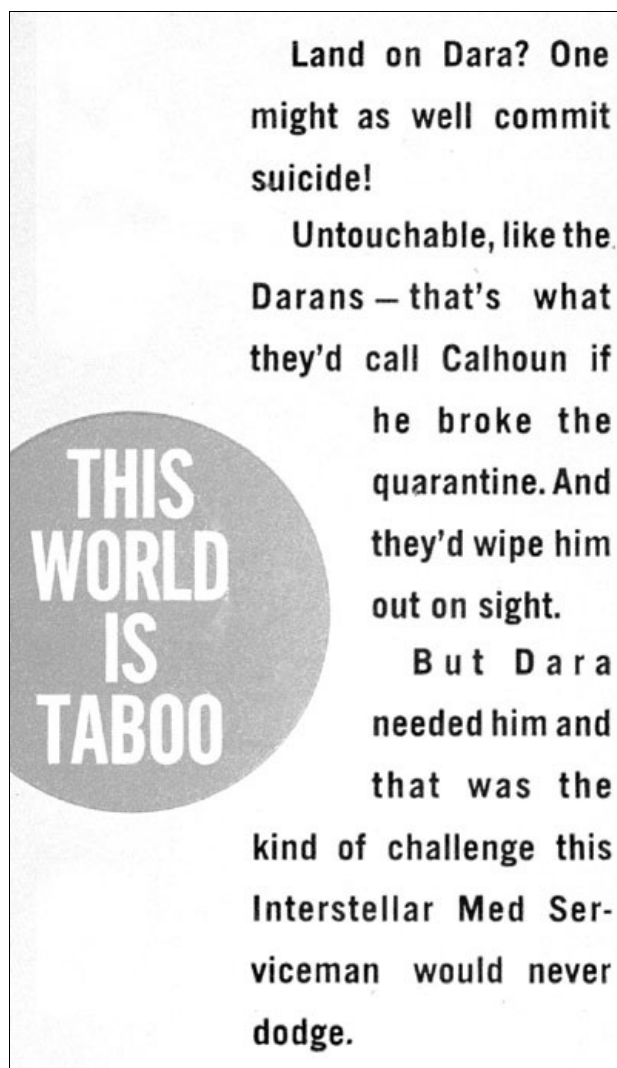 Land on Dara? One
might as well commit
suicide!
Untouchable, like the
Darans — that's what
they'd call Calhoun if
he broke the
quarantine. And
they'd wipe him
out on sight.
But Dara
needed him and
that was the
kind of challenge this
Interstellar Med Ser-
viceman would never
dodge.
THIS
WORLD
IS
TABOO